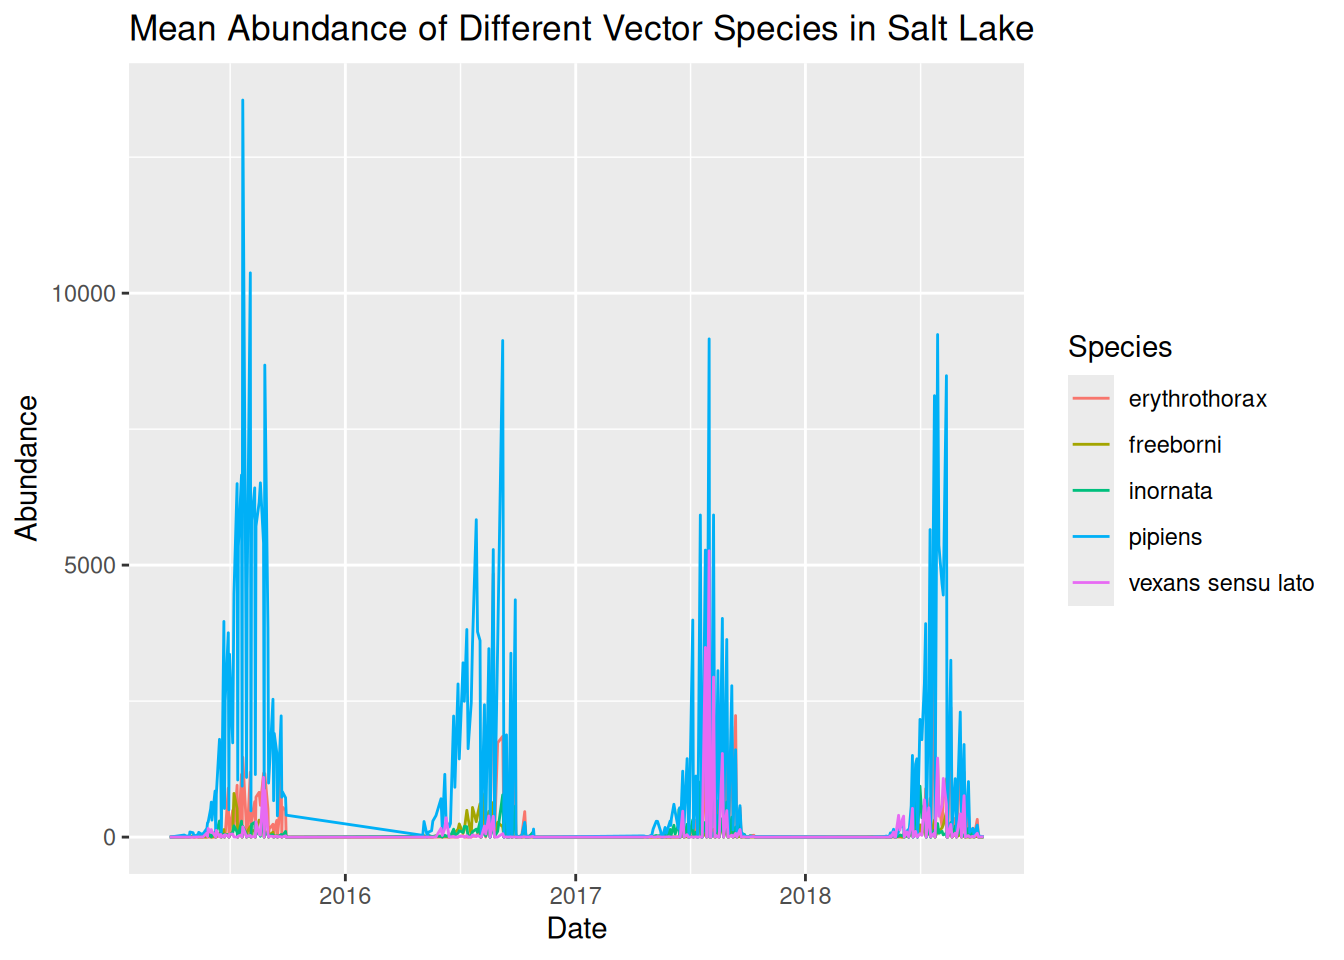 Mean Abundance of Different Vector Species in Salt Lake
Abundance
10000
5000
0
2016
2017
2018
Date
Species
erythrothorax
freeborni
inornata
pipiens
vexans sensu lato